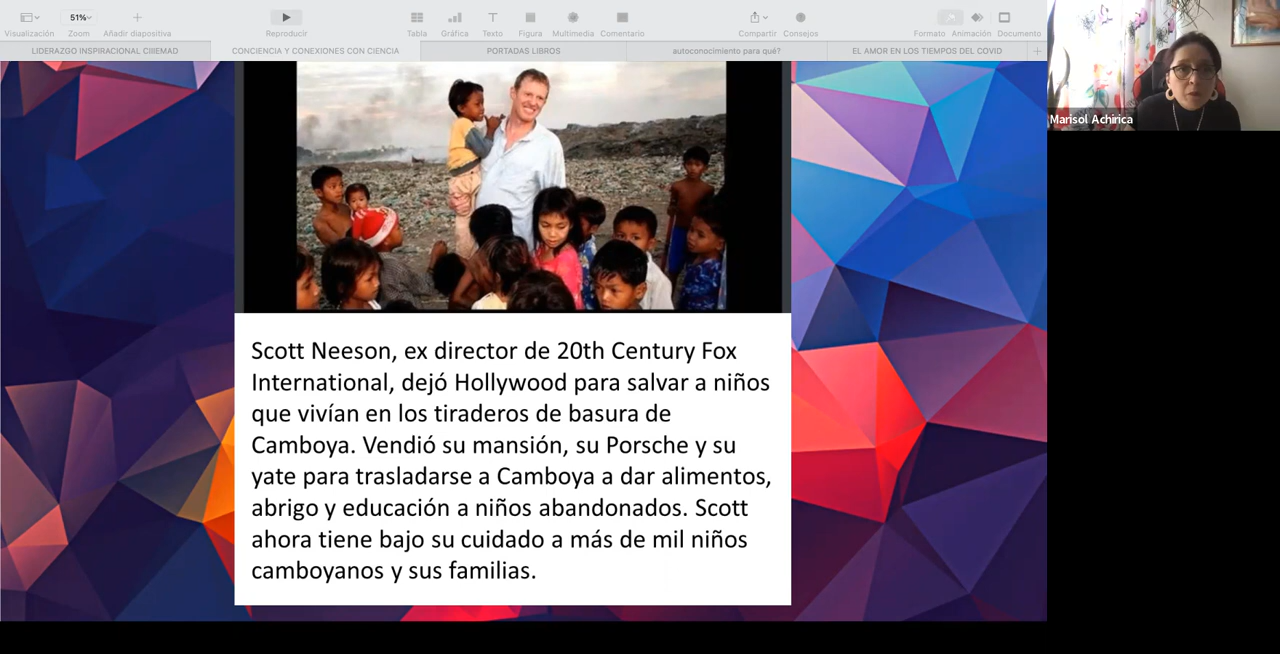 51%
Visualización Zoom Añadir diapositiva Reproducir Tabla Gráfica Texto Figura Multimedia Comentario Compartir Consejos Formato Animación Documento
LIDERAZGO INSPIRACIONAL CIIIEMAD CONCIENCIA Y CONEXIONES CON CIENCIA PORTADAS LIBROS autoconocimiento para qué? EL AMOR EN LOS TIEMPOS DEL COVID
Marisol Achirica
Scott Neeson, ex director de 20th Century Fox
International, dejó Hollywood para salvar a niños
que vivían en los tiraderos de basura de
Camboya. Vendió su mansión, su Porsche y su
yate para trasladarse a Camboya a dar alimentos,
abrigo y educación a niños abandonados. Scott
ahora tiene bajo su cuidado a más de mil niños
camboyanos y sus familias.